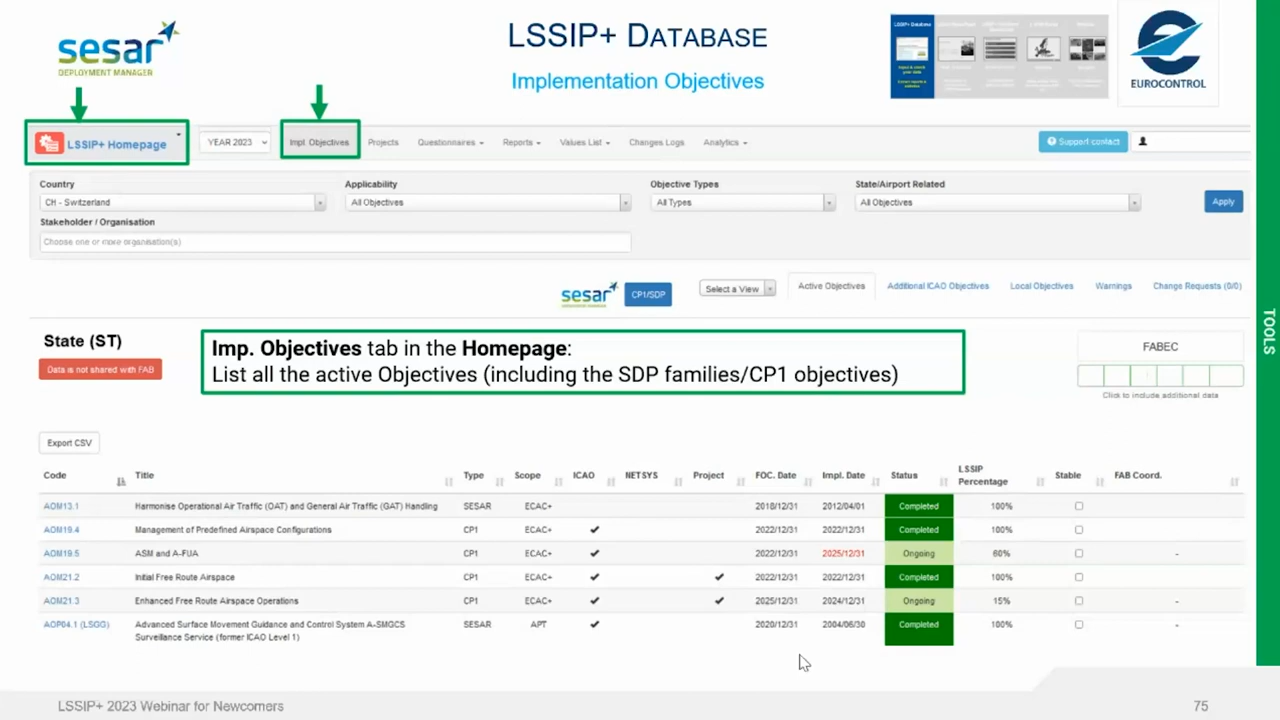 sesar
DEPLOYMENT MANAGER
LSSIP+ DATABASE
Implementation Objectives
LSSIP+ Database
EUROCONTROL
LSSIP+ Homepage
YEAR 2023
Impl. Objectives
Projects
Questionnaires
Reports
Values List
Changes Logs
Analytics
Support contact
Country
Applicability
Objective Types
State/Airport Related
CH - Switzerland
All Objectives
All Types
All Objectives
Apply
Stakeholder / Organisation
Choose one or more organisation(s)
sesar
CP1/SDP
Select a View
Active Objectives
Additional ICAO Objectives
Local Objectives
Warnings
Change Requests (0/0)
TOOLS
State (ST)
Data is not shared with FAB
Imp. Objectives tab in the Homepage:
List all the active Objectives (including the SDP families/CP1 objectives)
FABEC
Click to include additional data
Export CSV
Code Title Type Scope ICAO NETSYS Project FOC. Date Impl. Date Status LSSIP Percentage Stable FAB Coord.
AOM13.1 Harmonise Operational Air Traffic (OAT) and General Air Traffic (GAT) Handling SESAR ECAC+ 2018/12/31 2012/04/01 Completed 100%
AOM19.4 Management of Predefined Airspace Configurations CP1 ECAC+ ✔ 2022/12/31 2022/12/31 Completed 100%
AOM19.5 ASM and A-FUA CP1 ECAC+ ✔ 2022/12/31 2025/12/31 Ongoing 60% -
AOM21.2 Initial Free Route Airspace CP1 ECAC+ ✔ ✔ 2022/12/31 2022/12/31 Completed 100% -
AOM21.3 Enhanced Free Route Airspace Operations CP1 ECAC+ ✔ ✔ 2025/12/31 2024/12/31 Ongoing 15% -
AOP04.1 (LSGG) Advanced Surface Movement Guidance and Control System A-SMGCS SESAR APT ✔ 2020/12/31 2004/06/30 Completed 100% -
Surveillance Service (former ICAO Level 1)
LSSIP+ 2023 Webinar for Newcomers
75